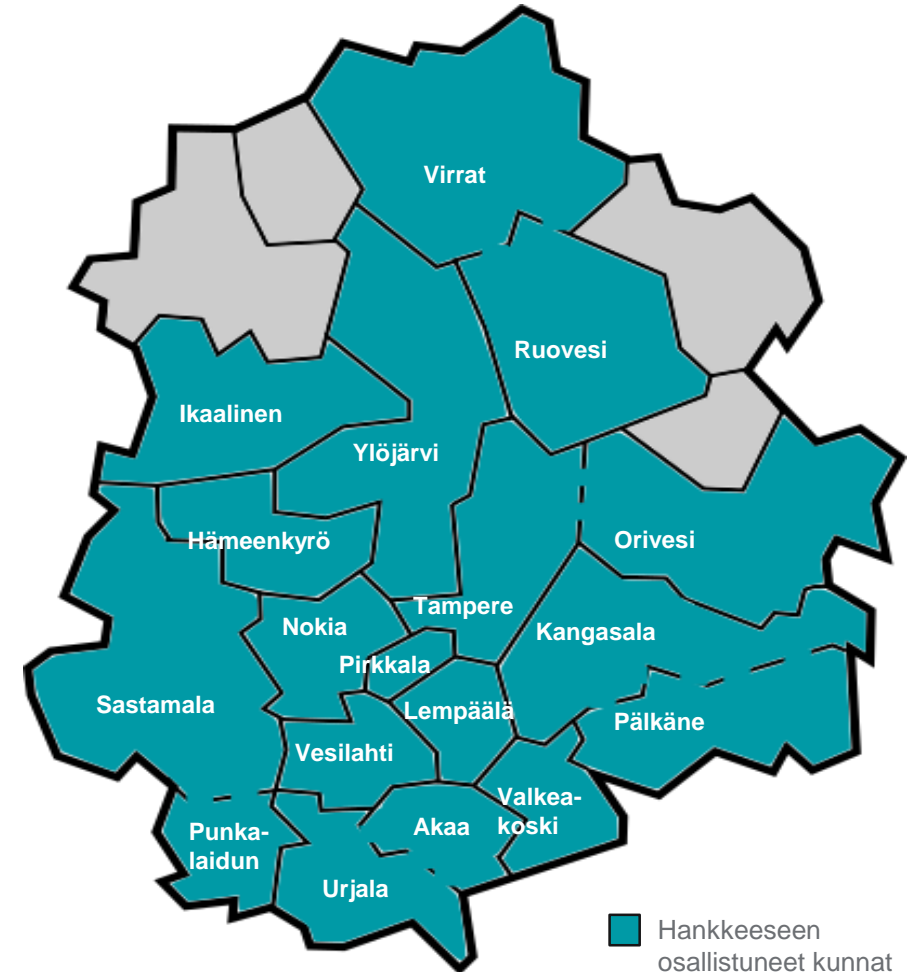 Virrat
Ruovesi
Ikaalinen
Ylöjärvi
Hämeenkyrö
Orivesi
Tampere
Nokia
Kangasala
Pirkkala
Sastamala
Lempäälä
Pälkäne
Vesilahti
Valkea-
koski
Akaa
Punka-
laidun
Urjala
Hankkeeseen
osallistuneet kunnat